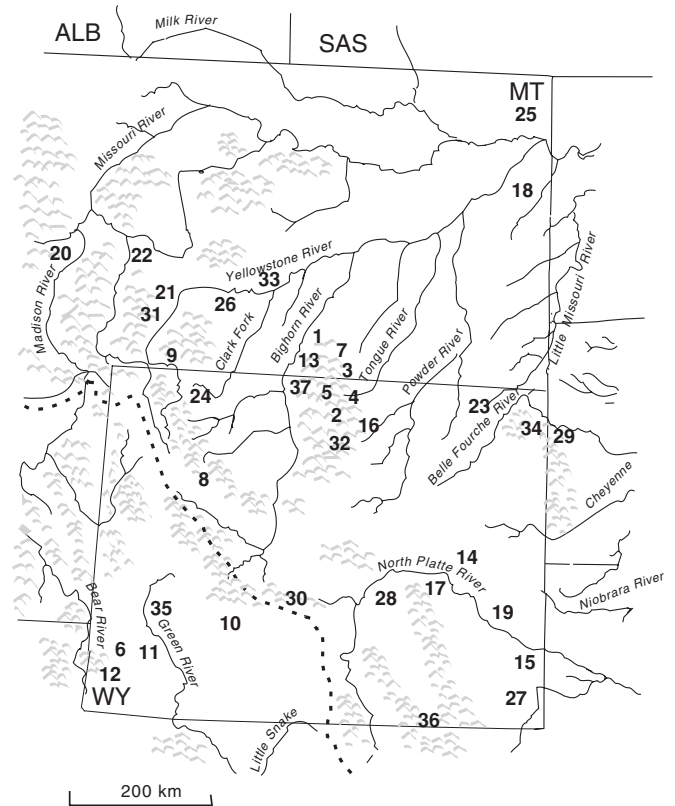 Milk River
ALB
SAS
MT
25
Missouri River
18
20
22
Yellowstone River
33
21
26
31
Madison River
Clark Fork
Bighorn River
1
7
13
3
9
Tongue River
Powder River
Little Missouri River
37
5
4
24
2
16
23
32
Belle Fourche River
34
29
8
Cheyenne
14
North Platte River
17
28
30
19
Niobrara River
Bear River
35
10
Green River
6
11
12
WY
15
27
36
Little Snake
200 km